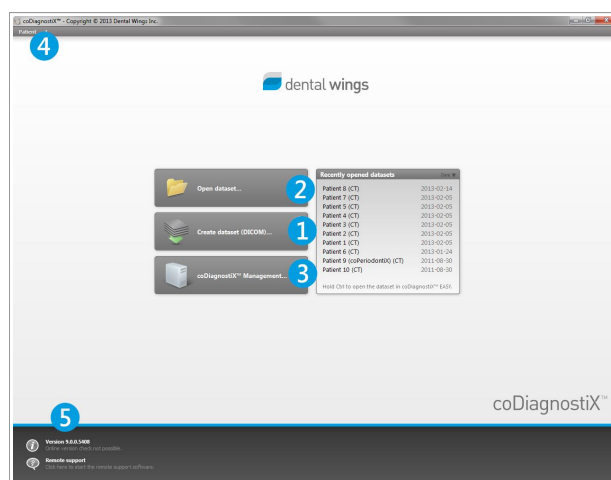 coDiagnostiX™ - Copyright © 2013 Dental Wings Inc.
Patient
4
dental wings
Open dataset...
2
Create dataset (DICOM)...
1
coDiagnostiX™ Management...
3
Recently opened datasets
Date
Patient 8 (CT) 2013-02-14
Patient 7 (CT) 2013-02-05
Patient 5 (CT) 2013-02-05
Patient 4 (CT) 2013-02-05
Patient 3 (CT) 2013-02-05
Patient 2 (CT) 2013-02-05
Patient 1 (CT) 2013-02-05
Patient 6 (CT) 2013-01-24
Patient 9 (coPeriodontiX) (CT) 2011-08-30
Patient 10 (CT) 2011-08-30
Hold Ctrl to open the dataset in coDiagnostiX™ EASY.
coDiagnostiX™
5
Version 9.0.0.5408
Online version check not possible.
Remote support
Click here to start the remote support software.